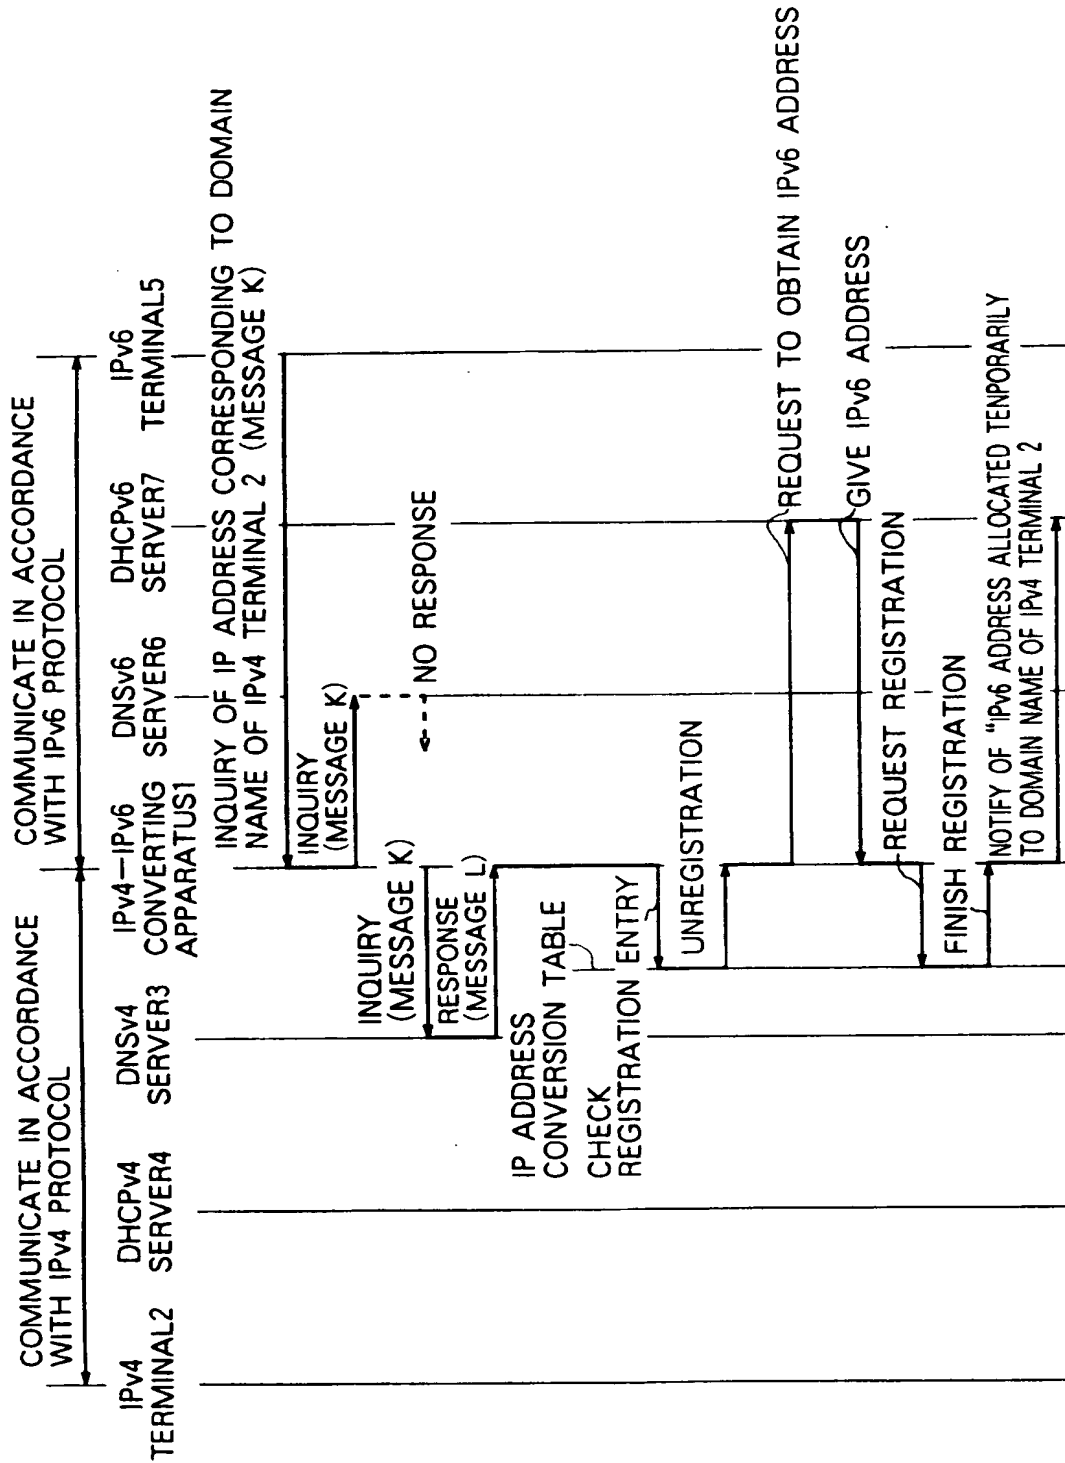 COMMUNICATE IN ACCORDANCE
WITH IPv4 PROTOCOL
COMMUNICATE IN ACCORDANCE
WITH IPv6 PROTOCOL
IPv4
TERMINAL2
DHCPv4
SERVER4
DNSv4
SERVER3
IPv4-IPv6
CONVERTING
APPARATUS1
DNSv6
SERVER6
DHCPv6
SERVER7
IPv6
TERMINAL5
INQUIRY OF IP ADDRESS CORRESPONDING TO DOMAIN
NAME OF IPv4 TERMINAL 2 (MESSAGE K)
INQUIRY
(MESSAGE K)
NO RESPONSE
INQUIRY
(MESSAGE K)
RESPONSE
(MESSAGE L)
IP ADDRESS
CONVERSION TABLE
CHECK
REGISTRATION ENTRY
UNREGISTRATION
REQUEST TO OBTAIN IPv6 ADDRESS
GIVE IPv6 ADDRESS
REQUEST REGISTRATION
FINISH REGISTRATION
NOTIFY OF "IPv6 ADDRESS ALLOCATED TENPORARILY
TO DOMAIN NAME OF IPv4 TERMINAL 2